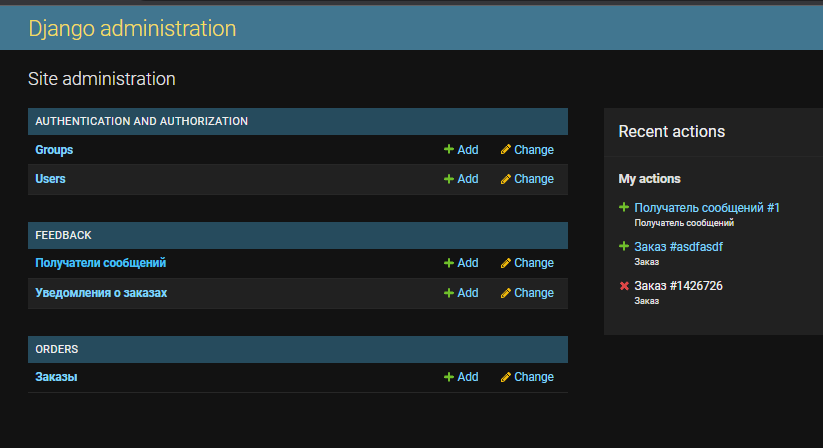 Django administration
Site administration
AUTHENTICATION AND AUTHORIZATION
Groups Add Change
Users Add Change
FEEDBACK
Получатели сообщений Add Change
Уведомления о заказах Add Change
ORDERS
Заказы Add Change
Recent actions
My actions
Получатель сообщений #1
Получатель сообщений
Заказ #asdfasdf
Заказ
Заказ #1426726
Заказ